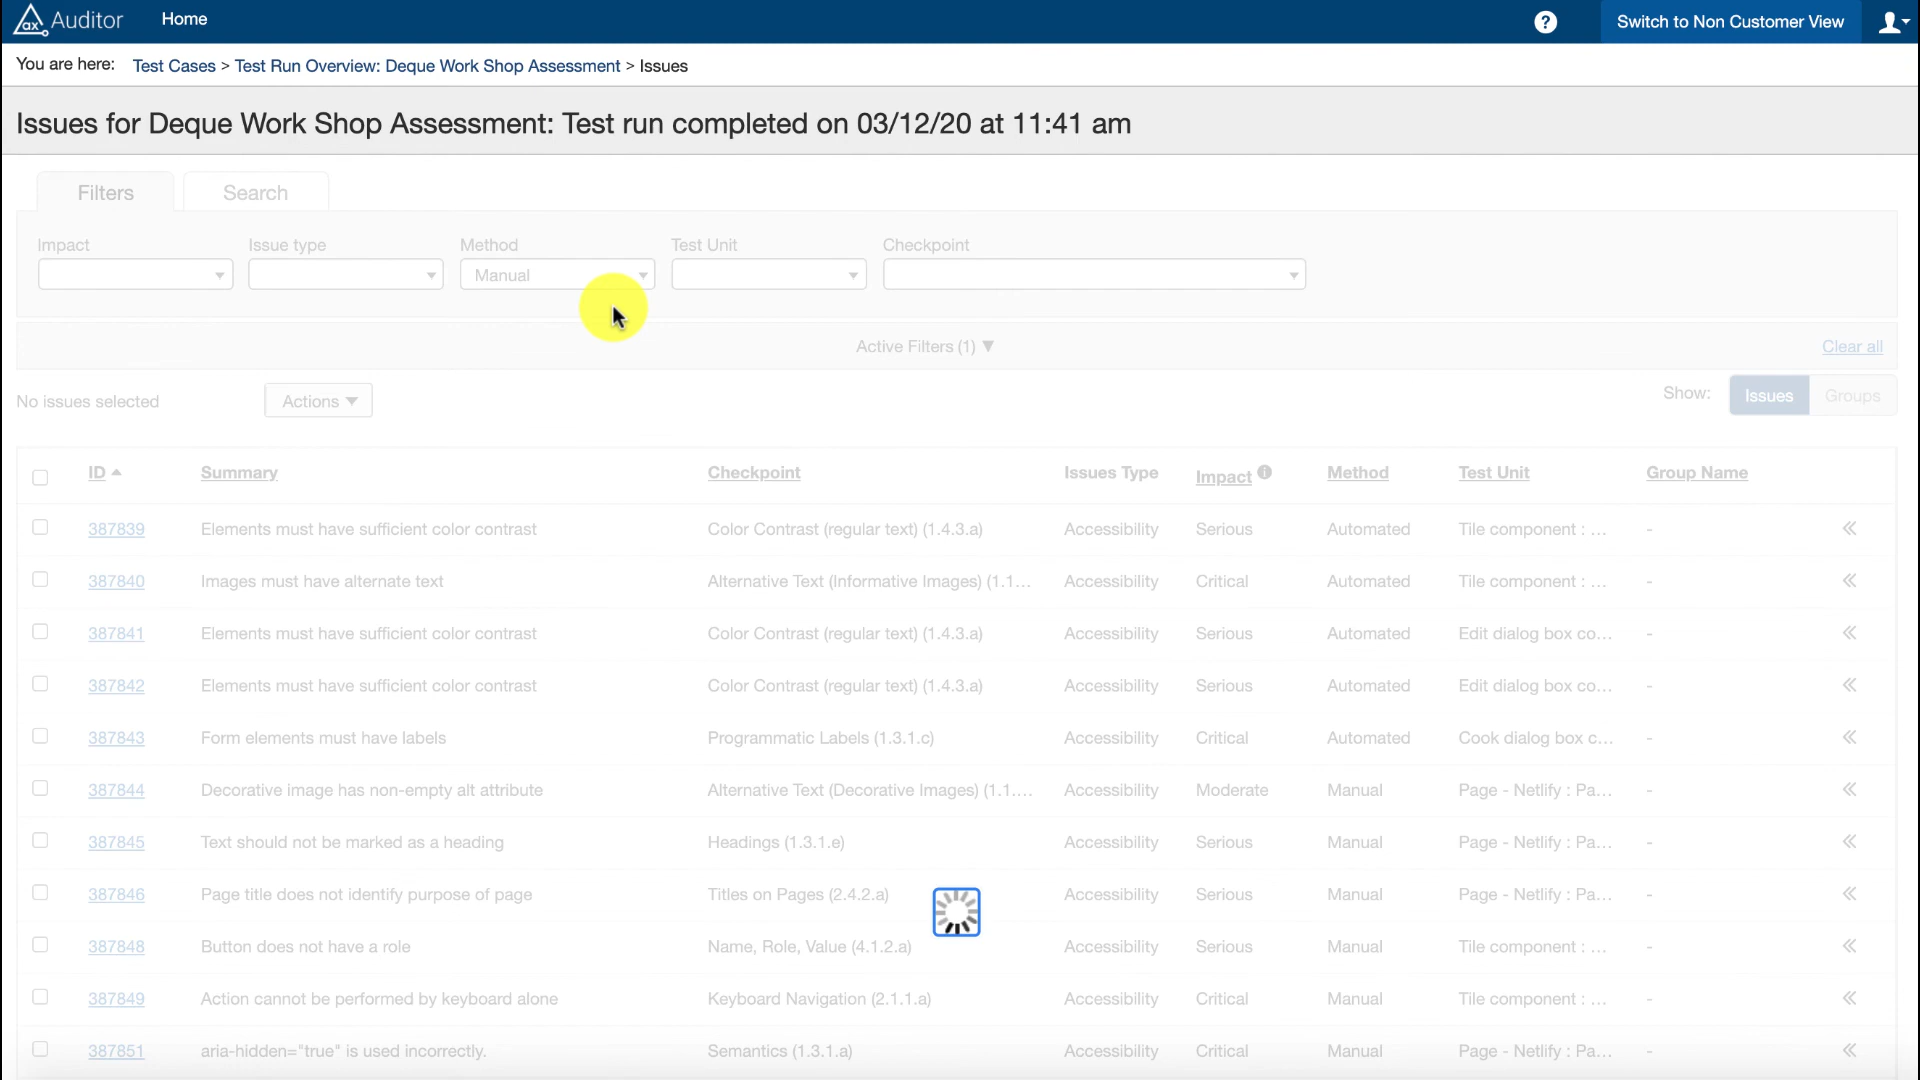 ax Auditor Home ? Switch to Non Customer View
You are here: Test Cases > Test Run Overview: Deque Work Shop Assessment > Issues
Issues for Deque Work Shop Assessment: Test run completed on 03/12/20 at 11:41 am
Filters Search
Impact Issue type Method Test Unit Checkpoint
Manual
Active Filters (1) ▼ Clear all
No issues selected Actions ▼ Show: Issues Groups
ID Summary Checkpoint Issues Type Impact Method Test Unit Group Name
387839 Elements must have sufficient color contrast Color Contrast (regular text) (1.4.3.a) Accessibility Serious Automated Tile component : ... -
387840 Images must have alternate text Alternative Text (Informative Images) (1.1... Accessibility Critical Automated Tile component : ... -
387841 Elements must have sufficient color contrast Color Contrast (regular text) (1.4.3.a) Accessibility Serious Automated Edit dialog box co... -
387842 Elements must have sufficient color contrast Color Contrast (regular text) (1.4.3.a) Accessibility Serious Automated Edit dialog box co... -
387843 Form elements must have labels Programmatic Labels (1.3.1.c) Accessibility Critical Automated Cook dialog box c... -
387844 Decorative image has non-empty alt attribute Alternative Text (Decorative Images) (1.1.... Accessibility Moderate Manual Page - Netlify : Pa... -
387845 Text should not be marked as a heading Headings (1.3.1.e) Accessibility Serious Manual Page - Netlify : Pa... -
387846 Page title does not identify purpose of page Titles on Pages (2.4.2.a) Accessibility Serious Manual Page - Netlify : Pa... -
387848 Button does not have a role Name, Role, Value (4.1.2.a) Accessibility Serious Manual Tile component : ... -
387849 Action cannot be performed by keyboard alone Keyboard Navigation (2.1.1.a) Accessibility Critical Manual Tile component : ... -
387851 aria-hidden="true" is used incorrectly. Semantics (1.3.1.a) Accessibility Critical Manual Page - Netlify : Pa... -